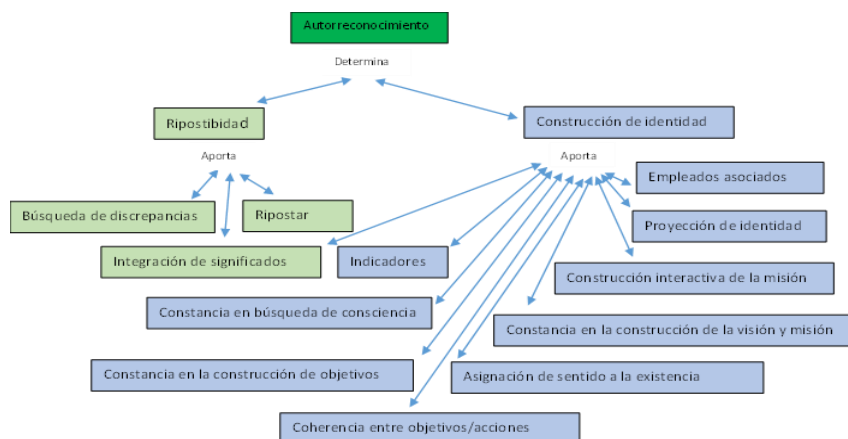 Autorreconocimiento
Determina
Ripostibidad
Construcción de identidad
Aporta
Aporta
Empleados asociados
Búsqueda de discrepancias
Ripostar
Proyección de identidad
Integración de significados
Indicadores
Construcción interactiva de la misión
Constancia en búsqueda de consciencia
Constancia en la construcción de la visión y misión
Constancia en la construcción de objetivos
Asignación de sentido a la existencia
Coherencia entre objetivos/acciones